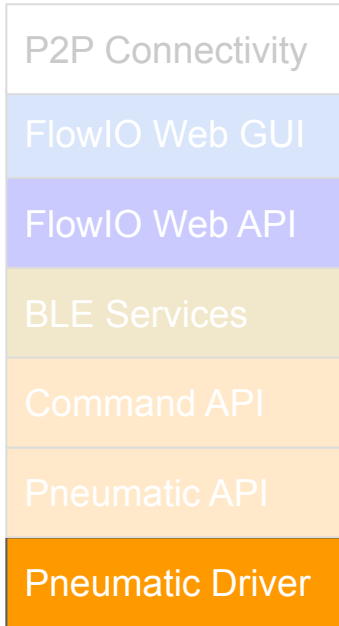 P2P Connectivity
FlowIO Web GUI
FlowIO Web API
BLE Services
Command API
Pneumatic API
Pneumatic Driver